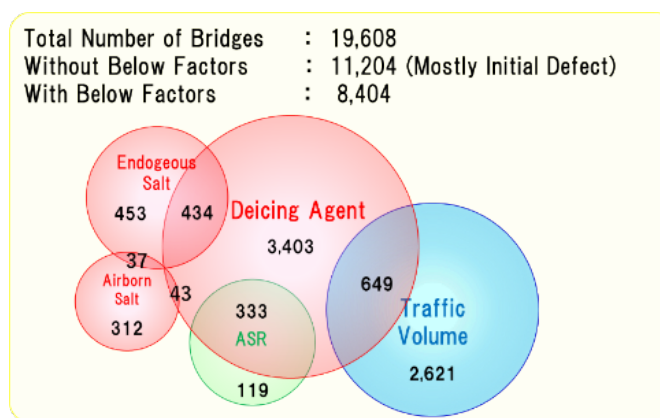 Total Number of Bridges : 19,608
Without Below Factors : 11,204 (Mostly Initial Defect)
With Below Factors : 8,404
Endogeous
Salt
453
434
Deicing Agent
3,403
37
Airborn
Salt
43
312
333
ASR
119
649
Traffic
Volume
2,621